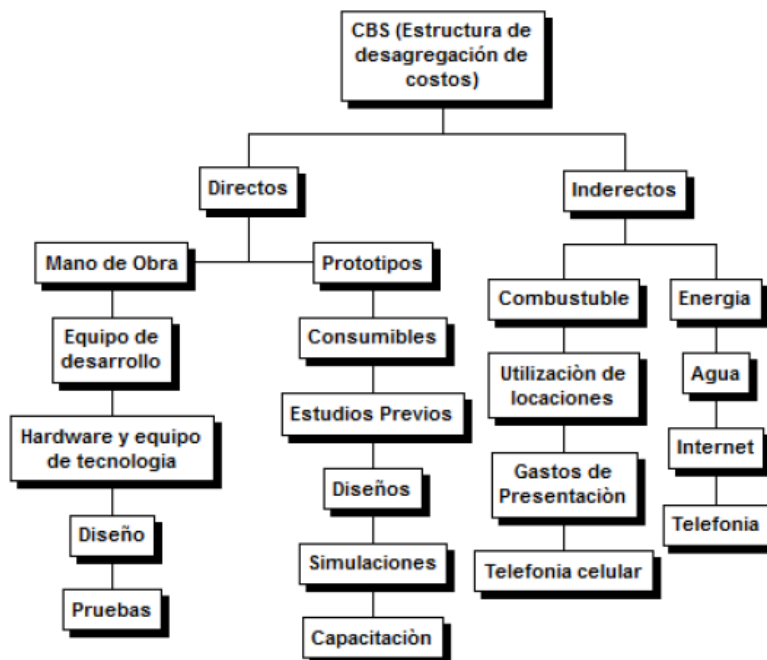 CBS (Estructura de
desagregación de
costos)
Directos
Inderectos
Mano de Obra
Prototipos
Combustuble
Energia
Equipo de
desarrollo
Consumibles
Utilizaciòn de
locaciones
Agua
Hardware y equipo
de tecnologia
Estudios Previos
Internet
Diseños
Gastos de
Presentaciòn
Diseño
Telefonia
Simulaciones
Telefonia celular
Pruebas
Capacitaciòn